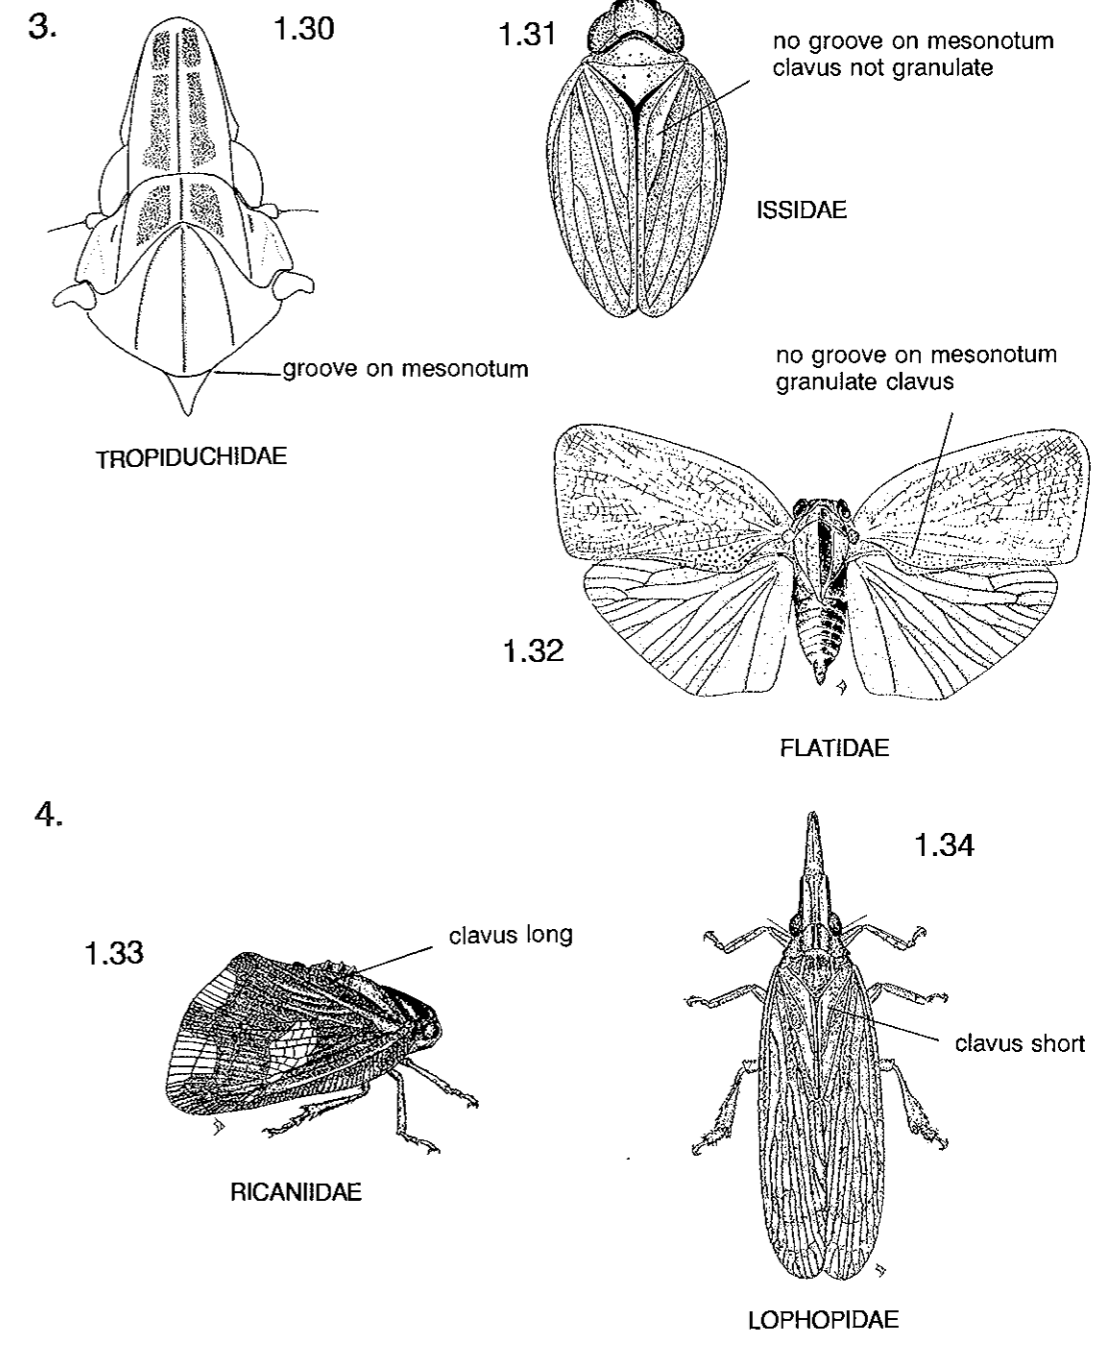 3.
1.30
1.31
no groove on mesonotum
clavus not granulate
ISSIDAE
groove on mesonotum
TROPIDUCHIDAE
no groove on mesonotum
granulate clavus
1.32
FLATIDAE
4.
1.33
clavus long
RICANIIDAE
1.34
clavus short
LOPHOPIDAE